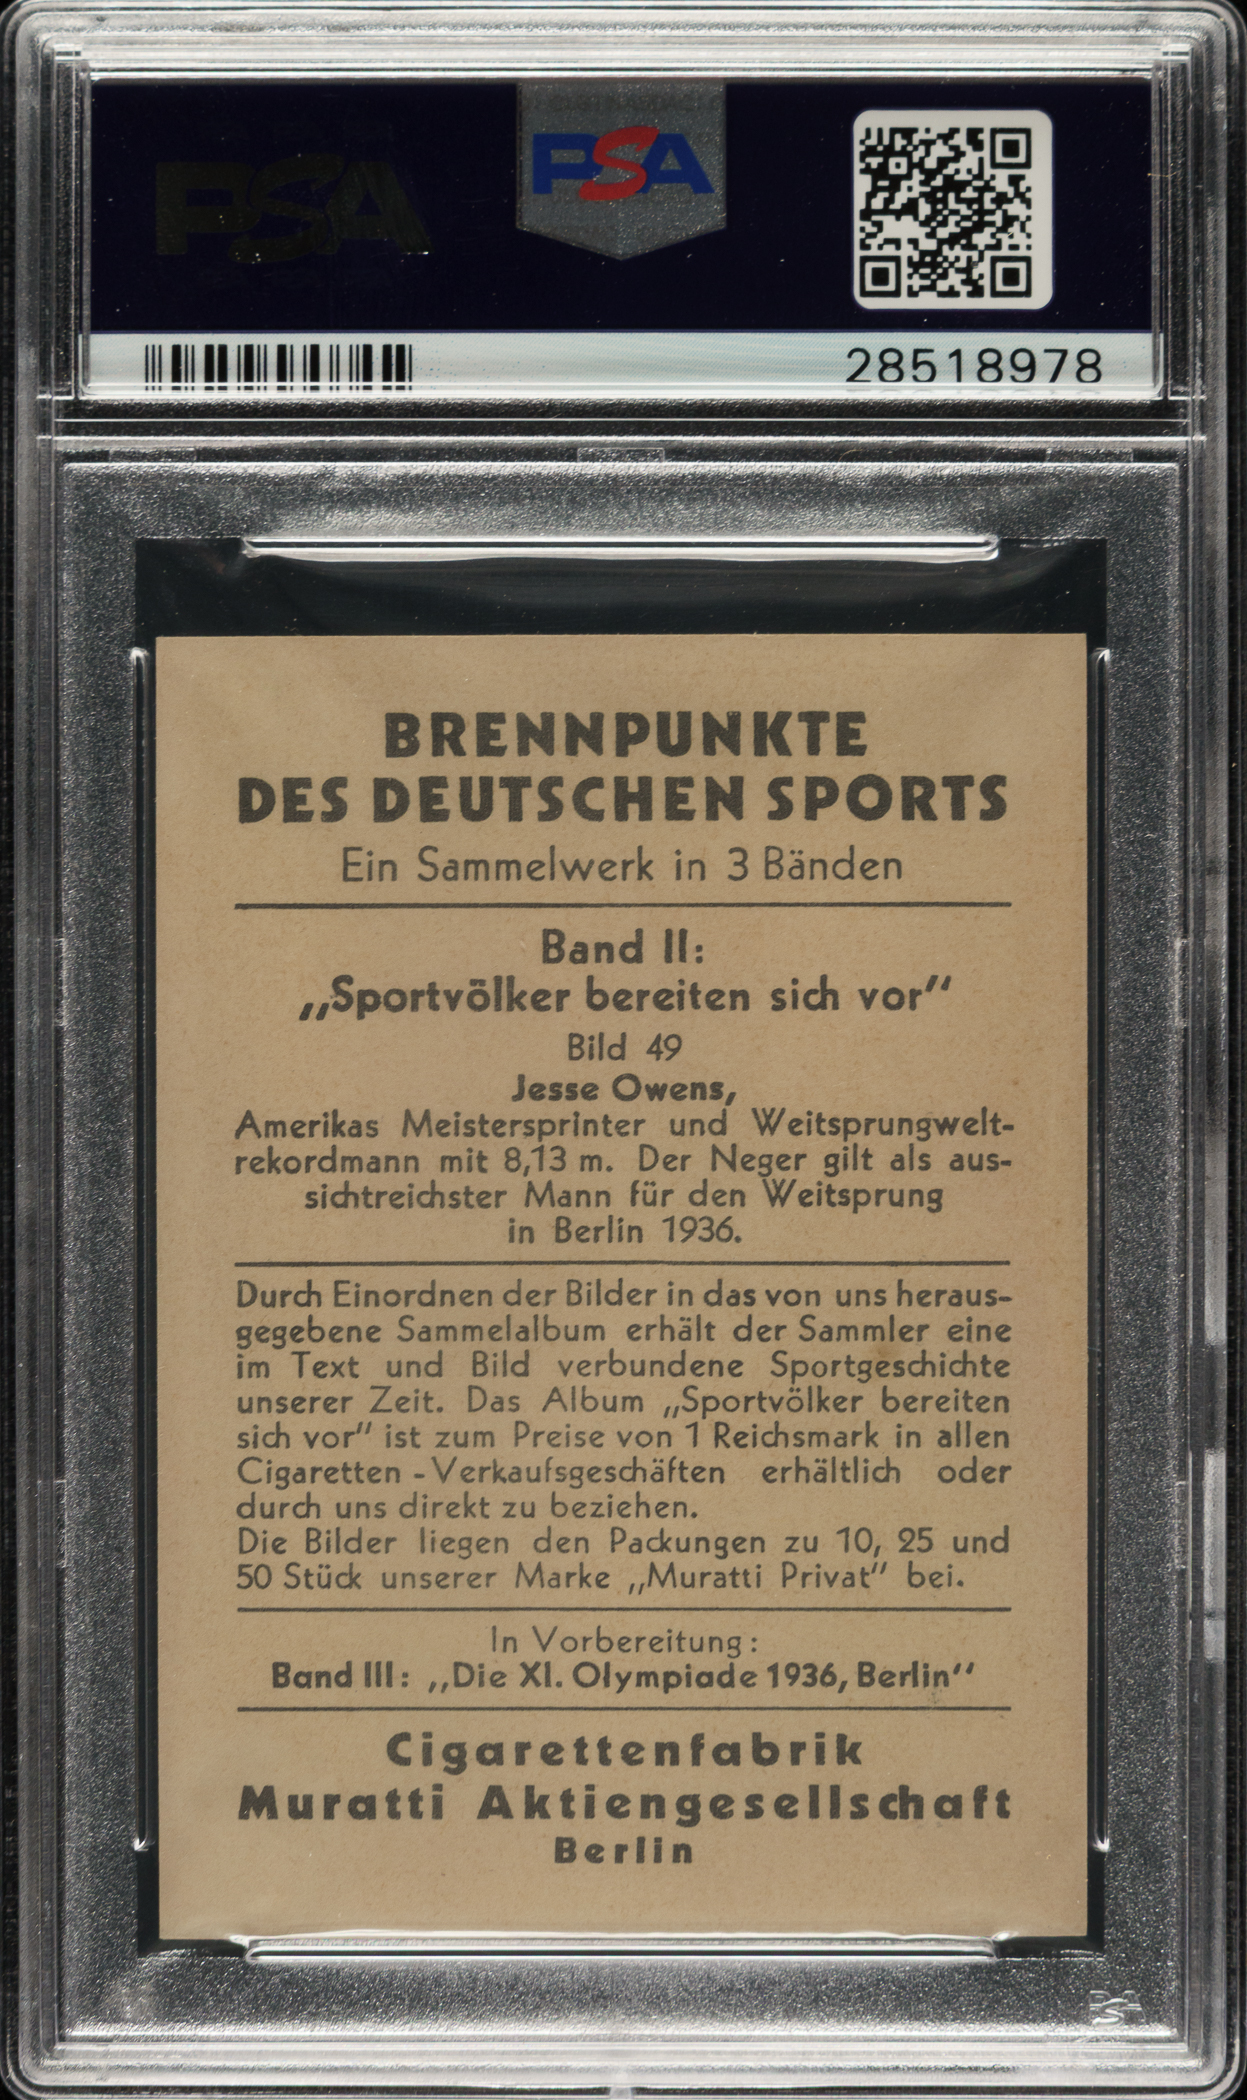 PSA
PSA
28518978
BRENNPUNKTE
DES DEUTSCHEN SPORTS
Ein Sammelwerk in 3 Bänden
Band II:
„Sportvölker bereiten sich vor"
Bild 49
Jesse Owens,
Amerikas Meistersprinter und Weitsprungwelt-
rekordmann mit 8,13 m. Der Neger gilt als aus-
sichtreichster Mann für den Weitsprung
in Berlin 1936.
Durch Einordnen der Bilder in das von uns heraus-
gegebene Sammelalbum erhält der Sammler eine
im Text und Bild verbundene Sportgeschichte
unserer Zeit. Das Album „Sportvölker bereiten
sich vor" ist zum Preise von 1 Reichsmark in allen
Cigaretten-Verkaufsgeschäften erhältlich oder
durch uns direkt zu beziehen.
Die Bilder liegen den Packungen zu 10, 25 und
50 Stück unserer Marke „Muratti Privat" bei.
In Vorbereitung:
Band III: „Die XI. Olympiade 1936, Berlin"
Cigarettenfabrik
Muratti Aktiengesellschaft
Berlin
PSA